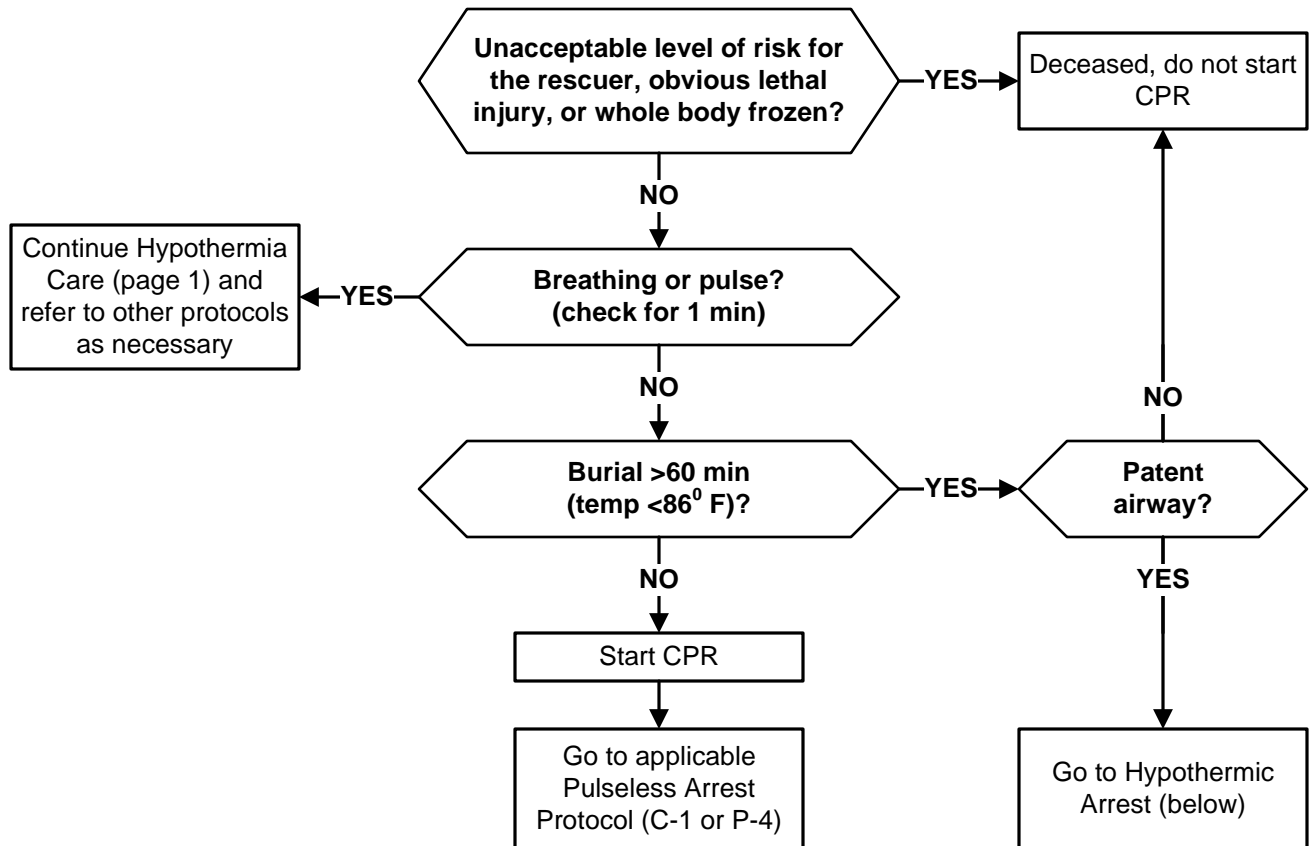 Unacceptable level of risk for
the rescuer, obvious lethal
injury, or whole body frozen?
YES
Deceased, do not start
CPR
NO
Continue Hypothermia
Care (page 1) and
refer to other protocols
as necessary
YES
Breathing or pulse?
(check for 1 min)
NO
NO
Burial >60 min
(temp <86⁰ F)?
YES
Patent
airway?
NO
YES
Start CPR
Go to applicable
Pulseless Arrest
Protocol (C-1 or P-4)
Go to Hypothermic
Arrest (below)